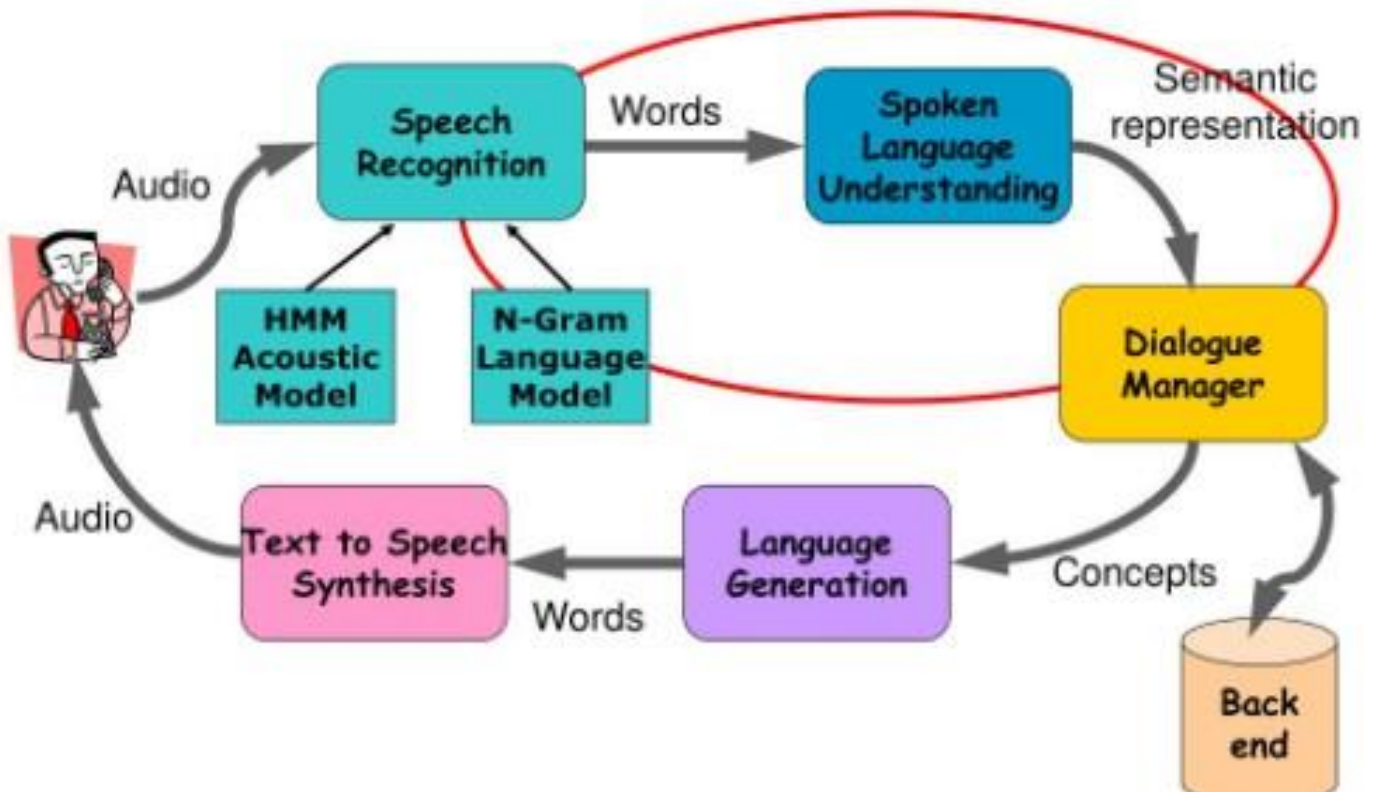 Semantic
representation
Words
Speech
Recognition
Spoken
Language
Understanding
Audio
HMM
Acoustic
Model
N-Gram
Language
Model
Dialogue
Manager
Audio
Text to Speech
Synthesis
Words
Language
Generation
Concepts
Back
end